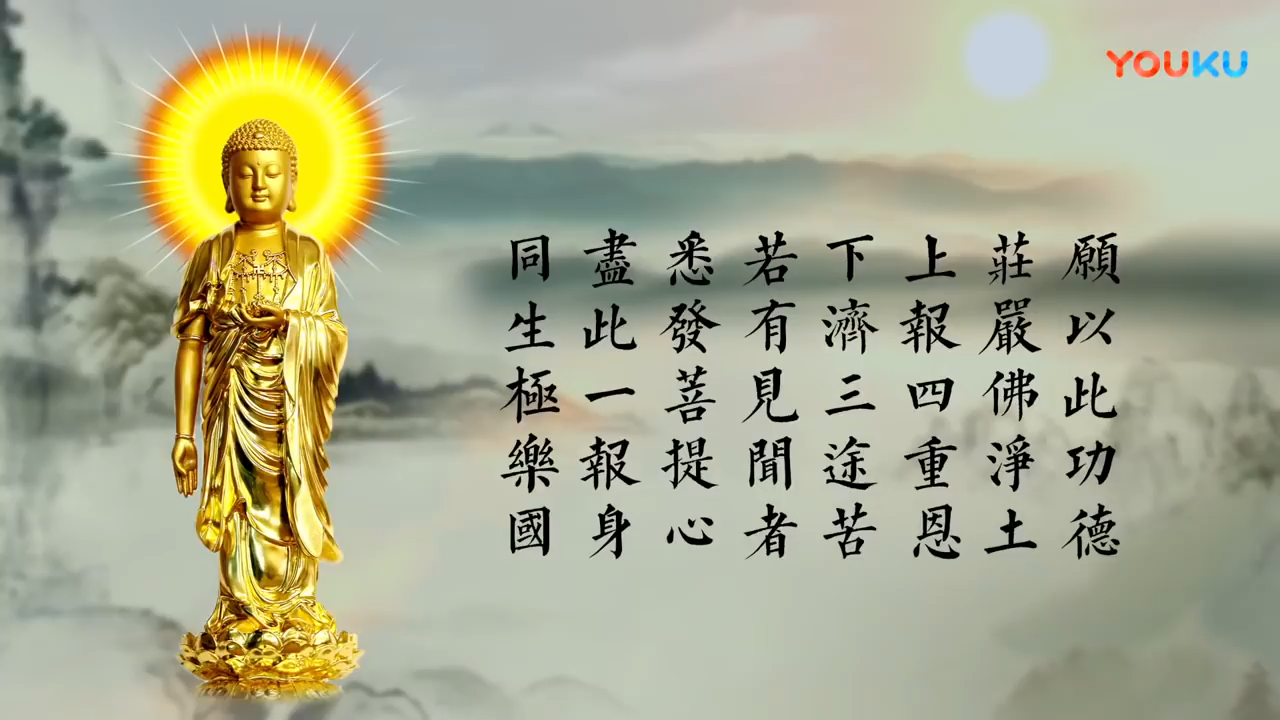 YOUKU
願以此功德
莊嚴佛淨土
上報四重恩
下濟三途苦
若有見聞者
悉發菩提心
盡此一報身
同生極樂國